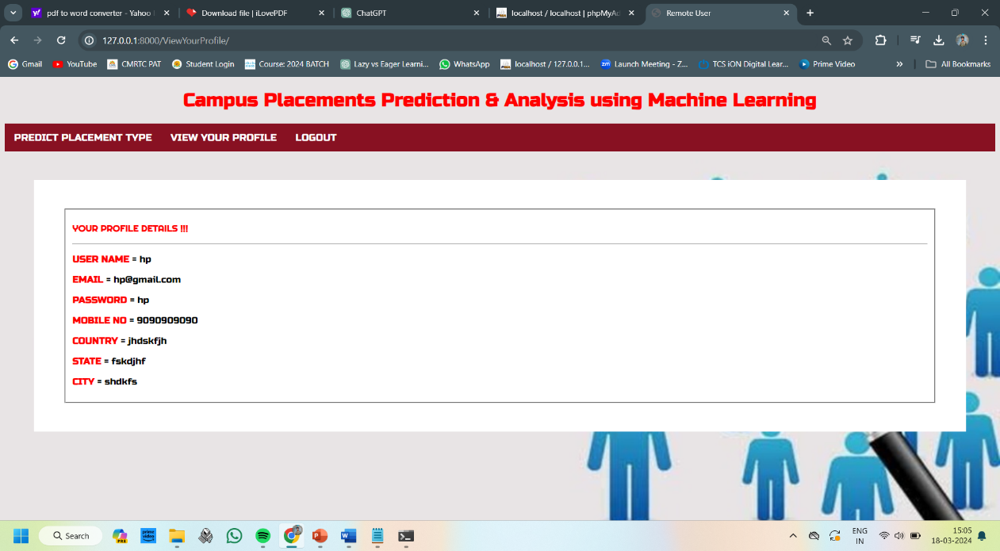 pdf to word converter - Yahoo
Download file | iLovePDF
ChatGPT
localhost / localhost | phpMyAd
Remote User
127.0.0.1:8000/ViewYourProfile/
Gmail
YouTube
CMRTC PAT
Student Login
Course: 2024 BATCH
Lazy vs Eager Learni...
WhatsApp
localhost / 127.0.0.1...
Launch Meeting - Z...
TCS iON Digital Lear...
Prime Video
All Bookmarks
Campus Placements Prediction & Analysis using Machine Learning
PREDICT PLACEMENT TYPE VIEW YOUR PROFILE LOGOUT
YOUR PROFILE DETAILS !!!
USER NAME = hp
EMAIL = hp@gmail.com
PASSWORD = hp
MOBILE NO = 9090909090
COUNTRY = jhdskfjh
STATE = fskdjhf
CITY = shdkfs
Search
ENG
IN
15:05
18-03-2024